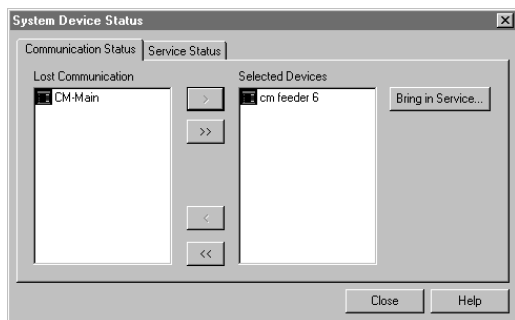 System Device Status
Communication Status Service Status
Lost Communication Selected Devices
CM-Main > cm feeder 6 Bring in Service...
>>
<
<<
Close Help